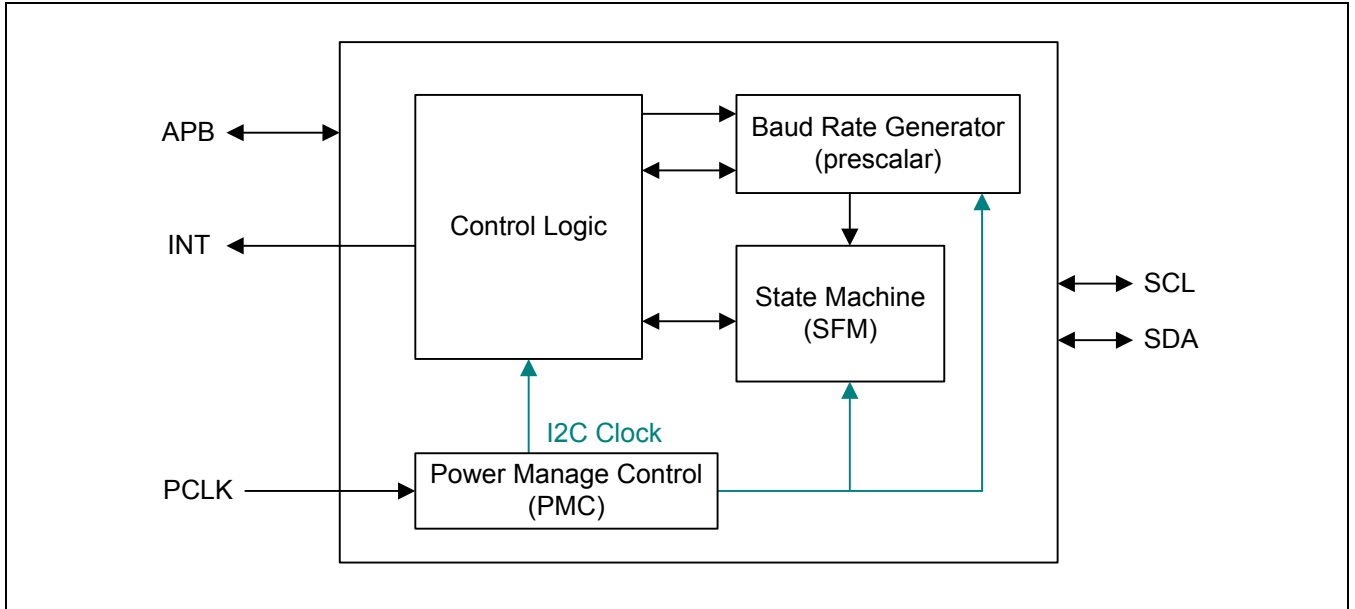 APB
INT
PCLK
Control Logic
Baud Rate Generator
(prescalar)
State Machine
(SFM)
I2C Clock
Power Manage Control
(PMC)
SCL
SDA